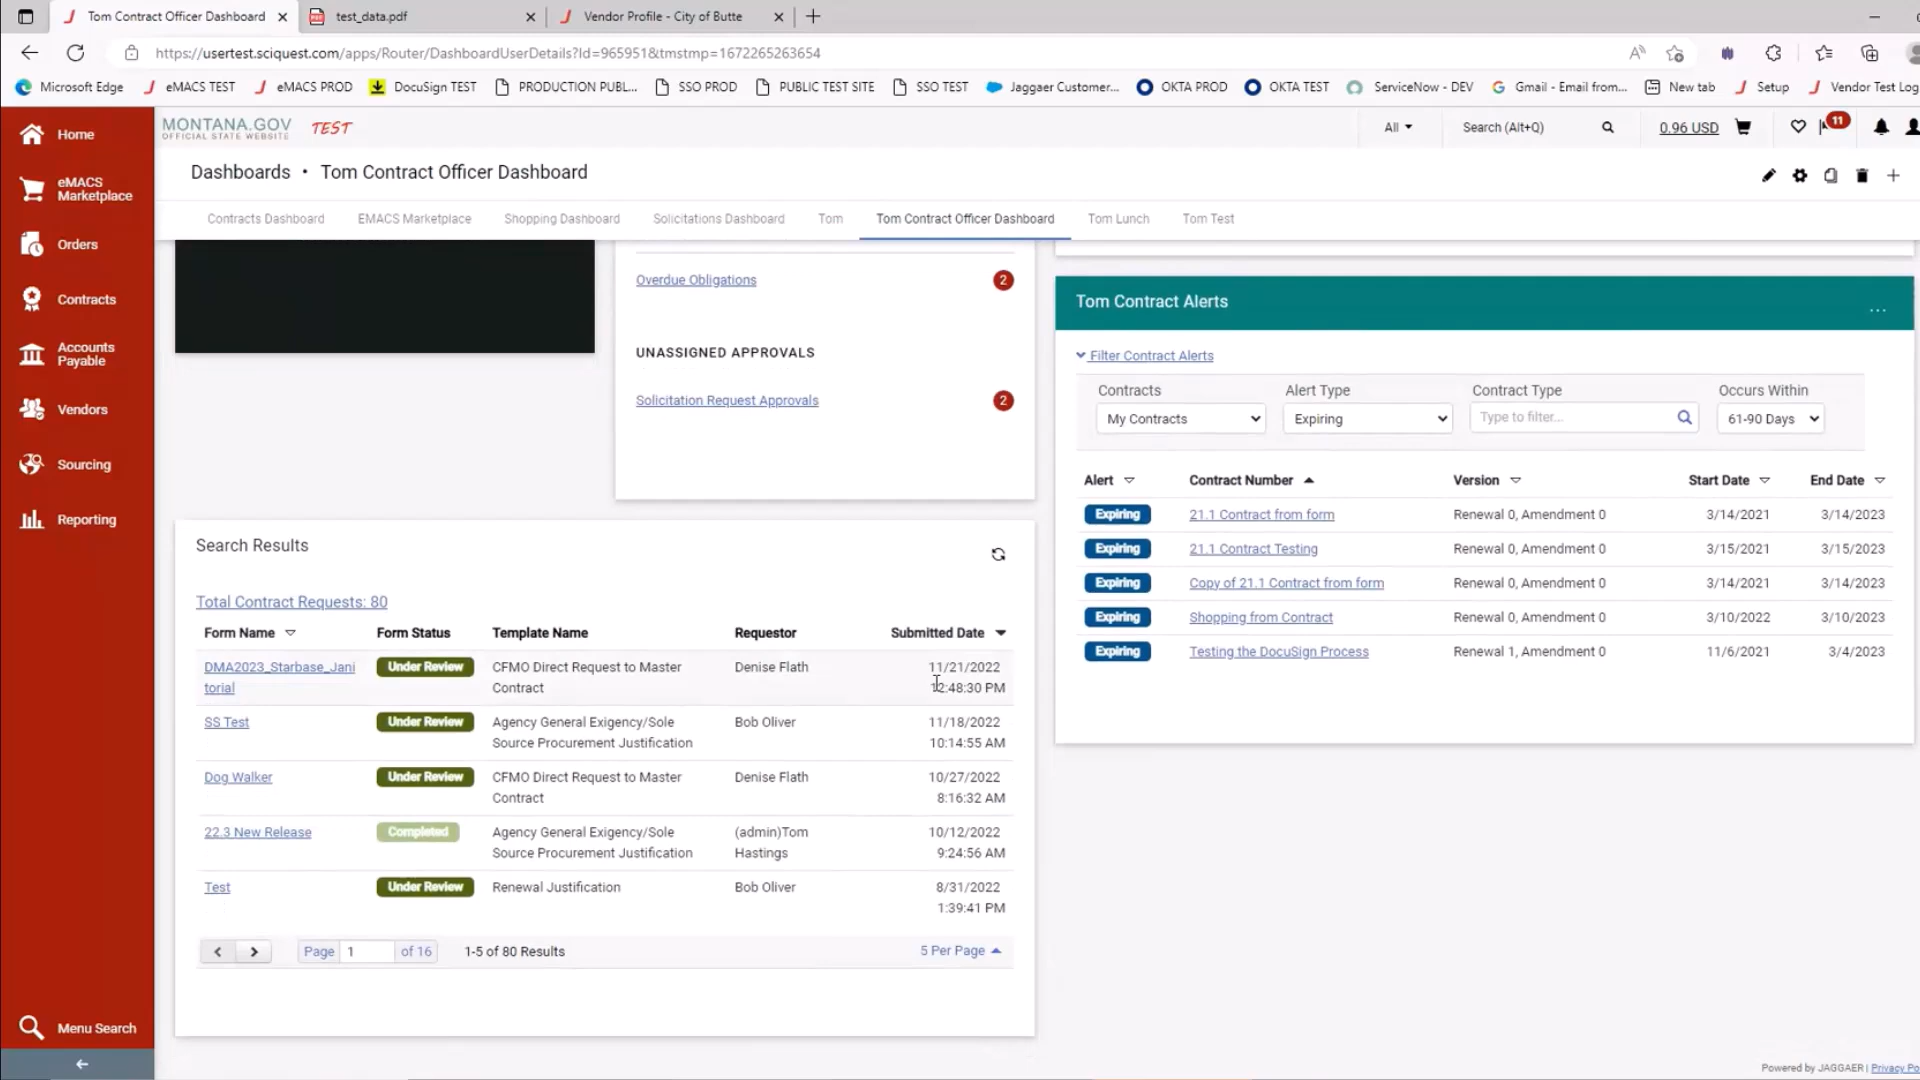 Tom Contract Officer Dashboard
test_data.pdf
Vendor Profile - City of Butte
https://usertest.sciquest.com/apps/Router/DashboardUserDetails?Id=965951&tmstmp=1672265263654
Microsoft Edge
eMACS TEST
eMACS PROD
DocuSign TEST
PRODUCTION PUBL...
SSO PROD
PUBLIC TEST SITE
SSO TEST
Jaggaer Customer...
OKTA PROD
OKTA TEST
ServiceNow - DEV
Gmail - Email from...
New tab
Setup
Vendor Test Log
MONTANA.GOV
OFFICIAL STATE WEBSITE
TEST
All
Search (Alt+Q)
0.96 USD
11
Home
eMACS
Marketplace
Orders
Contracts
Accounts
Payable
Vendors
Sourcing
Reporting
Menu Search
Dashboards • Tom Contract Officer Dashboard
Contracts Dashboard
EMACS Marketplace
Shopping Dashboard
Solicitations Dashboard
Tom
Tom Contract Officer Dashboard
Tom Lunch
Tom Test
Overdue Obligations 2
UNASSIGNED APPROVALS
Solicitation Request Approvals 2
Search Results
Total Contract Requests: 80
Form Name Form Status Template Name Requestor Submitted Date
DMA2023_Starbase_Jani Under Review CFMO Direct Request to Master Denise Flath 11/21/2022
torial Contract 12:48:30 PM
SS Test Under Review Agency General Exigency/Sole Bob Oliver 11/18/2022
Source Procurement Justification 10:14:55 AM
Dog Walker Under Review CFMO Direct Request to Master Denise Flath 10/27/2022
Contract 8:16:32 AM
22.3 New Release Completed Agency General Exigency/Sole (admin)Tom 10/12/2022
Source Procurement Justification Hastings 9:24:56 AM
Test Under Review Renewal Justification Bob Oliver 8/31/2022
1:39:41 PM
Page 1 of 16 1-5 of 80 Results 5 Per Page
Tom Contract Alerts
...
Filter Contract Alerts
Contracts Alert Type Contract Type Occurs Within
My Contracts Expiring Type to filter... 61-90 Days
Alert Contract Number Version Start Date End Date
Expiring 21.1 Contract from form Renewal 0, Amendment 0 3/14/2021 3/14/2023
Expiring 21.1 Contract Testing Renewal 0, Amendment 0 3/15/2021 3/15/2023
Expiring Copy of 21.1 Contract from form Renewal 0, Amendment 0 3/14/2021 3/14/2023
Expiring Shopping from Contract Renewal 0, Amendment 0 3/10/2022 3/10/2023
Expiring Testing the DocuSign Process Renewal 1, Amendment 0 11/6/2021 3/4/2023
Powered by JAGGAER | Privacy Po